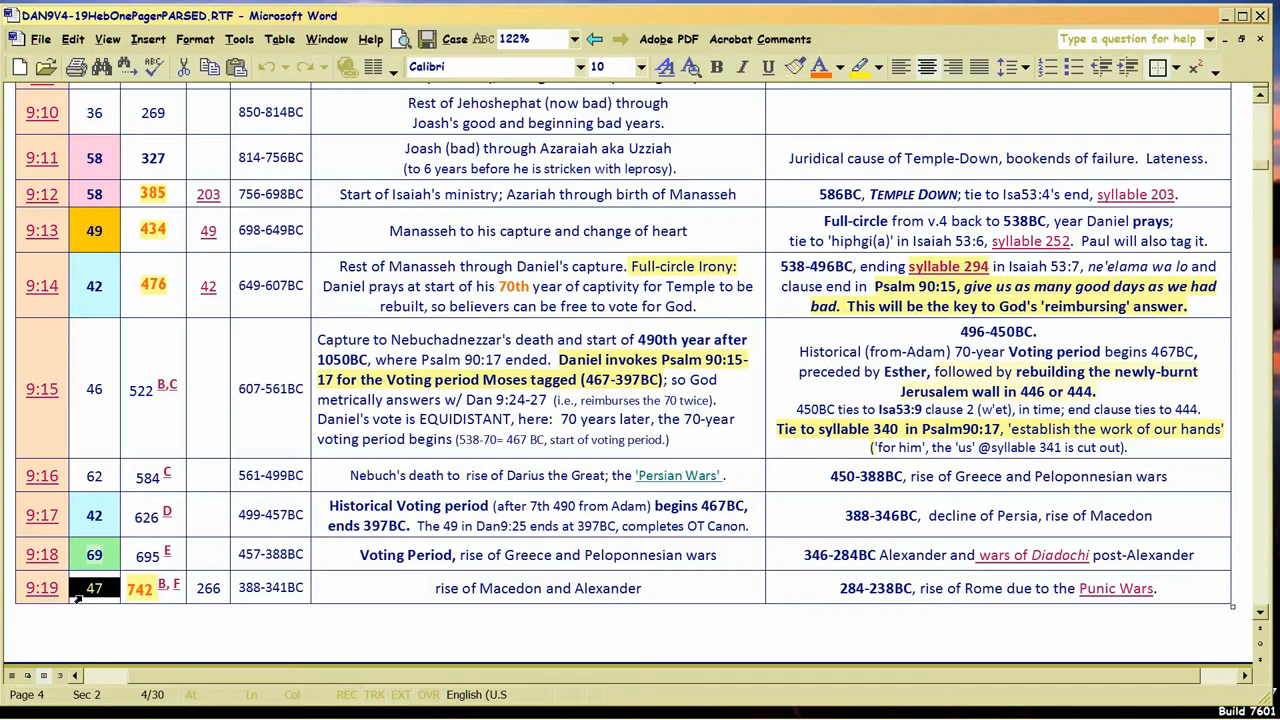 DAN9V4-19HebOnePagerPARSED.RTF - Microsoft Word
File Edit View Insert Format Tools Table Window Help Case ABC 122% Adobe PDF Acrobat Comments Type a question for help
Calibri 10 B I U
9:10 36 269 850-814BC Rest of Jehoshephat (now bad) through
Joash's good and beginning bad years.
9:11 58 327 814-756BC Joash (bad) through Azaraiah aka Uzziah
(to 6 years before he is stricken with leprosy).
Juridical cause of Temple-Down, bookends of failure. Lateness.
9:12 58 385 203 756-698BC Start of Isaiah's ministry; Azariah through birth of Manasseh 586BC, TEMPLE DOWN; tie to Isa53:4's end, syllable 203.
9:13 49 434 49 698-649BC Manasseh to his capture and change of heart
Full-circle from v.4 back to 538BC, year Daniel prays;
tie to 'hiphgi(a)' in Isaiah 53:6, syllable 252. Paul will also tag it.
9:14 42 476 42 649-607BC Rest of Manasseh through Daniel's capture. Full-circle Irony:
Daniel prays at start of his 70th year of captivity for Temple to be
rebuilt, so believers can be free to vote for God.
538-496BC, ending syllable 294 in Isaiah 53:7, ne'elama wa lo and
clause end in Psalm 90:15, give us as many good days as we had
bad. This will be the key to God's 'reimbursing' answer.
9:15 46 522 B,C 607-561BC Capture to Nebuchadnezzar's death and start of 490th year after
1050BC, where Psalm 90:17 ended. Daniel invokes Psalm 90:15-
17 for the Voting period Moses tagged (467-397BC); so God
metrically answers w/ Dan 9:24-27 (i.e., reimburses the 70 twice).
Daniel's vote is EQUIDISTANT, here: 70 years later, the 70-year
voting period begins (538-70= 467 BC, start of voting period.)
496-450BC.
Historical (from-Adam) 70-year Voting period begins 467BC,
preceded by Esther, followed by rebuilding the newly-burnt
Jerusalem wall in 446 or 444.
450BC ties to Isa53:9 clause 2 (w'et), in time; end clause ties to 444.
Tie to syllable 340 in Psalm90:17, 'establish the work of our hands'
('for him', the 'us' @syllable 341 is cut out).
9:16 62 584 C 561-499BC Nebuch's death to rise of Darius the Great; the 'Persian Wars'. 450-388BC, rise of Greece and Peloponnesian wars
9:17 42 626 D 499-457BC Historical Voting period (after 7th 490 from Adam) begins 467BC,
ends 397BC. The 49 in Dan9:25 ends at 397BC, completes OT Canon.
388-346BC, decline of Persia, rise of Macedon
9:18 69 695 E 457-388BC Voting Period, rise of Greece and Peloponnesian wars 346-284BC Alexander and wars of Diadochi post-Alexander
9:19 47 742 B, F 266 388-341BC rise of Macedon and Alexander 284-238BC, rise of Rome due to the Punic Wars.
Page 4 Sec 2 4/30 At Ln Col REC TRK EXT OVR English (U.S
Build 7601